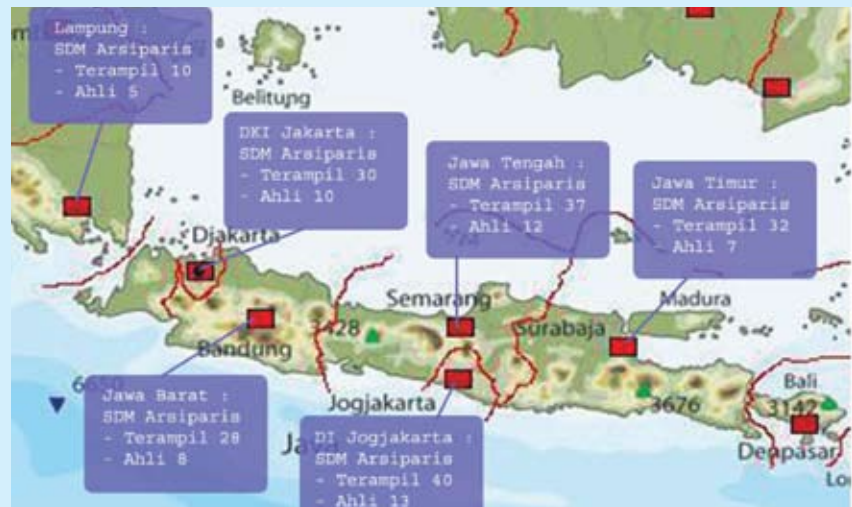 Lampung :
SDM Arsiparis
- Terampil 10
- Ahli 5
Belitung
DKI Jakarta :
SDM Arsiparis
- Terampil 30
- Ahli 10
Jawa Tengah :
SDM Arsiparis
- Terampil 37
- Ahli 12
Jawa Timur :
SDM Arsiparis
- Terampil 32
- Ahli 7
Djakarta
Semarang
Madura
Surabaja
3428
Bandung
6650
Jogjakarta
3676
Bali
3142
Denpasar
Jawa Barat :
SDM Arsiparis
- Terampil 28
- Ahli 8
DI Jogjakarta :
SDM Arsiparis
- Terampil 40
- Ahli 13